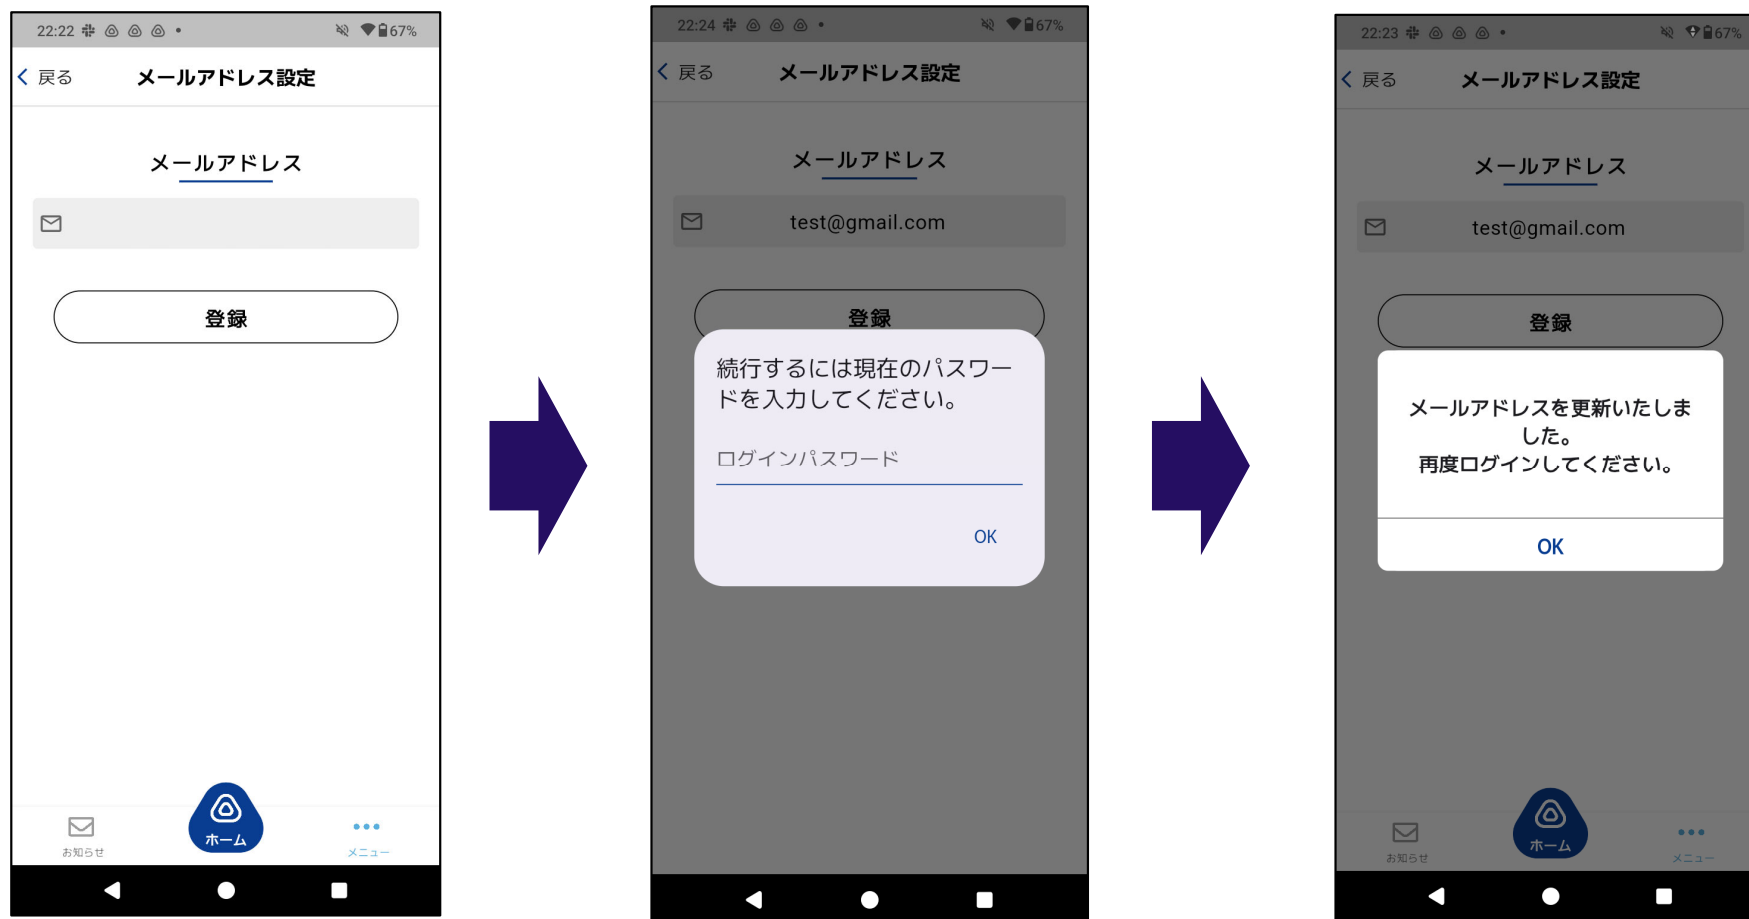 22:22
67%
戻る
メールアドレス設定
メールアドレス
登録
お知らせ
ホーム
メニュー
22:24
67%
戻る
メールアドレス設定
メールアドレス
test@gmail.com
登録
続行するには現在のパスワー
ドを入力してください。
ログインパスワード
OK
22:23
67%
戻る
メールアドレス設定
メールアドレス
test@gmail.com
登録
メールアドレスを更新いたしま
した。
再度ログインしてください。
OK
お知らせ
ホーム
メニュー